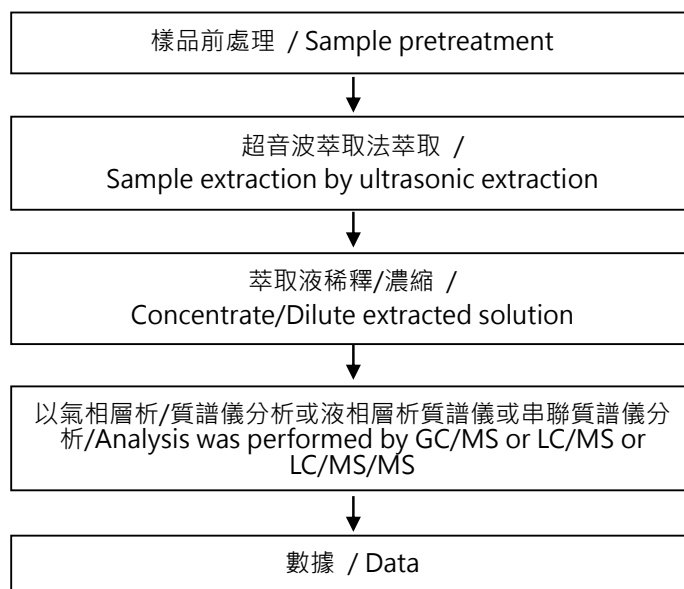 樣品前處理 / Sample pretreatment
超音波萃取法萃取 /
Sample extraction by ultrasonic extraction
萃取液稀釋/濃縮 /
Concentrate/Dilute extracted solution
以氣相層析/質譜儀分析或液相層析質譜儀或串聯質譜儀分
析/Analysis was performed by GC/MS or LC/MS or
LC/MS/MS
數據 / Data